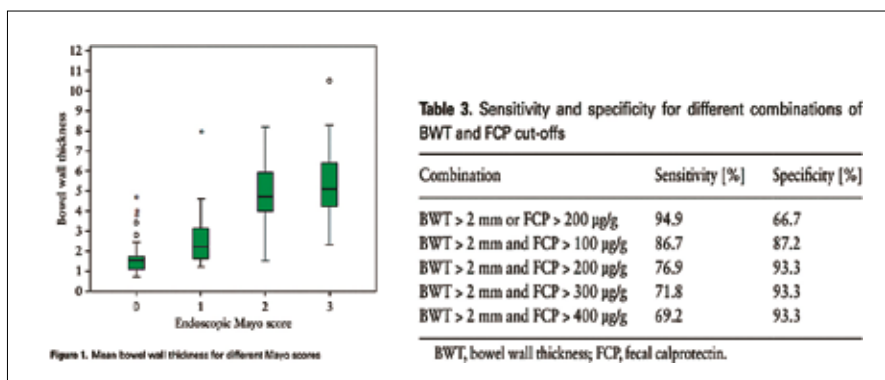 12
11
10
9
8
7
6
5
4
3
2
1
0
Bowel wall thickness
0 1 2 3
Endoscopic Mayo score
Figure 1. Mean bowel wall thickness for different Mayo scores
Table 3. Sensitivity and specificity for different combinations of
BWT and FCP cut-offs
Combination Sensitivity [%] Specificity [%]
BWT > 2 mm or FCP > 200 µg/g 94.9 66.7
BWT > 2 mm and FCP > 100 µg/g 86.7 87.2
BWT > 2 mm and FCP > 200 µg/g 76.9 93.3
BWT > 2 mm and FCP > 300 µg/g 71.8 93.3
BWT > 2 mm and FCP > 400 µg/g 69.2 93.3
BWT, bowel wall thickness; FCP, fecal calprotectin.